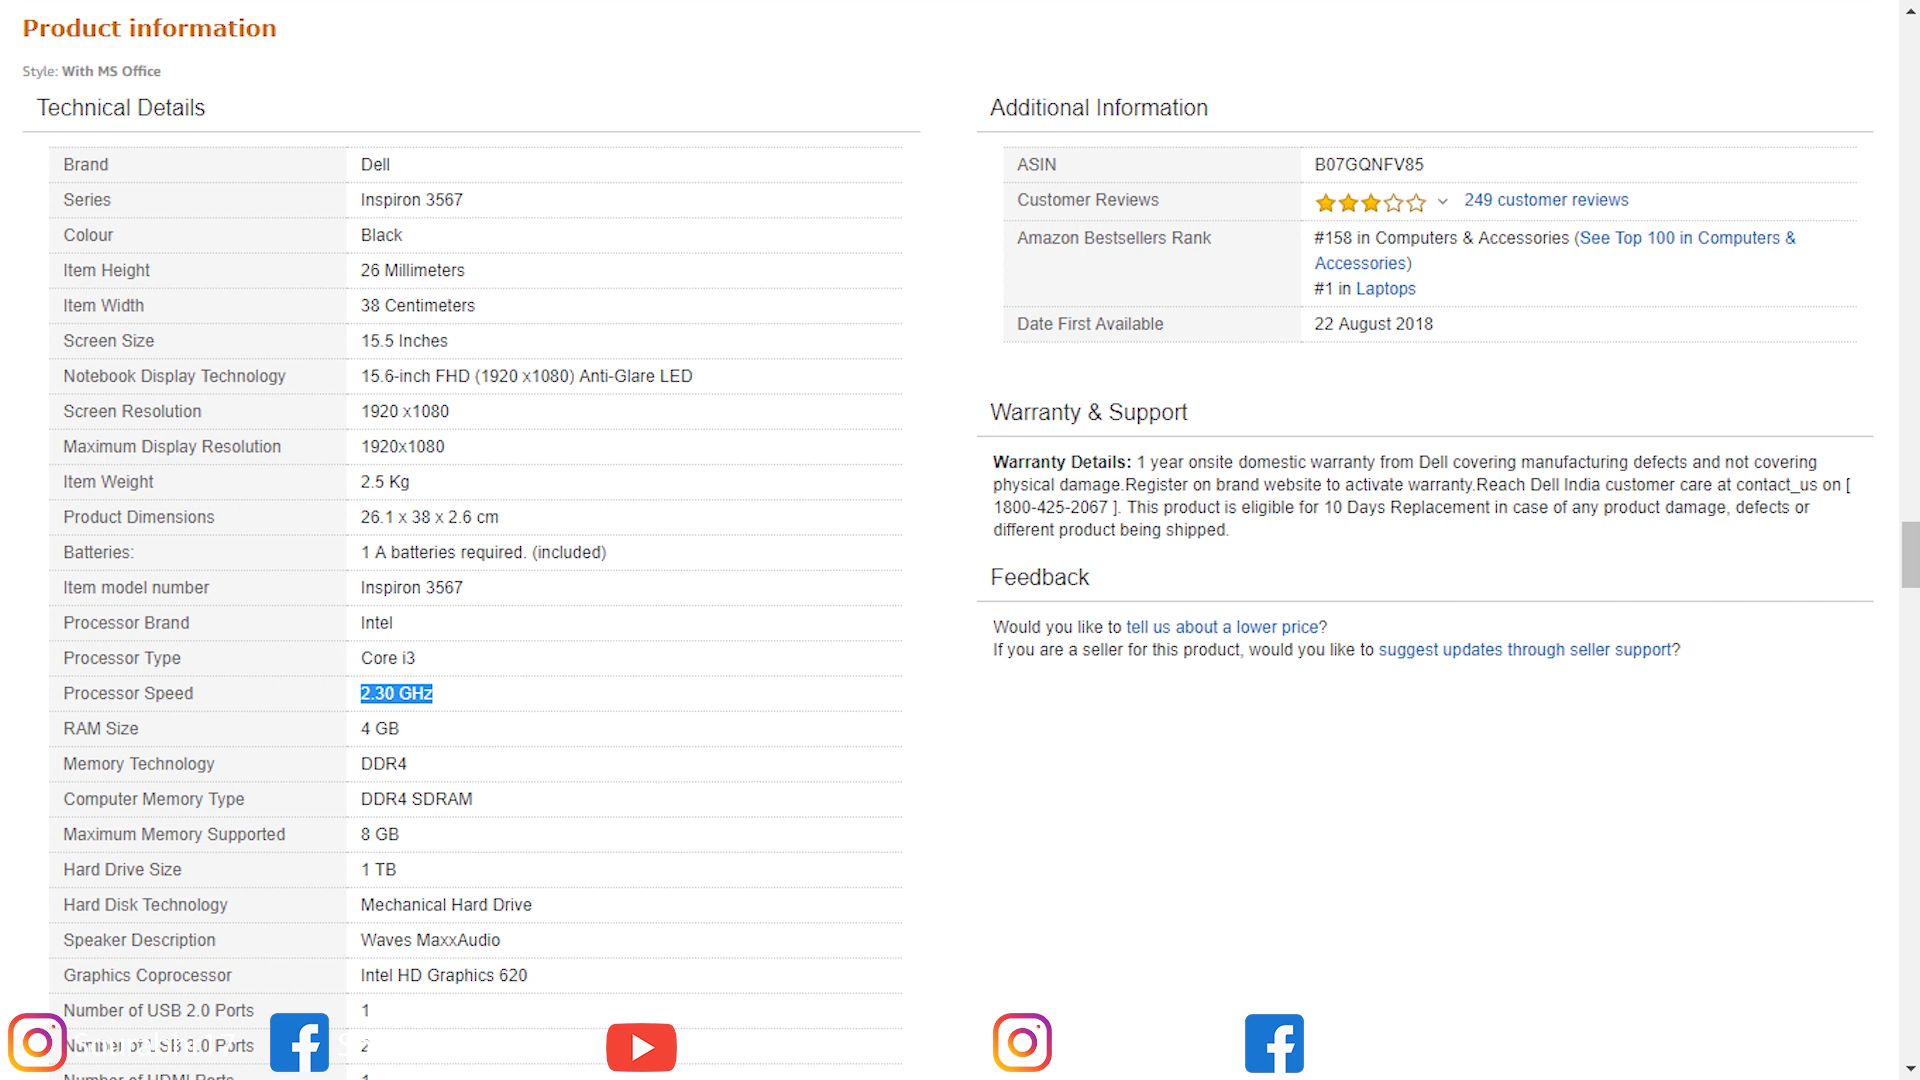 Product information
Style: With MS Office
Technical Details
Brand Dell
Series Inspiron 3567
Colour Black
Item Height 26 Millimeters
Item Width 38 Centimeters
Screen Size 15.5 Inches
Notebook Display Technology 15.6-inch FHD (1920 x1080) Anti-Glare LED
Screen Resolution 1920 x1080
Maximum Display Resolution 1920x1080
Item Weight 2.5 Kg
Product Dimensions 26.1 x 38 x 2.6 cm
Batteries: 1 A batteries required. (included)
Item model number Inspiron 3567
Processor Brand Intel
Processor Type Core i3
Processor Speed 2.30 GHz
RAM Size 4 GB
Memory Technology DDR4
Computer Memory Type DDR4 SDRAM
Maximum Memory Supported 8 GB
Hard Drive Size 1 TB
Hard Disk Technology Mechanical Hard Drive
Speaker Description Waves MaxxAudio
Graphics Coprocessor Intel HD Graphics 620
Number of USB 2.0 Ports 1
Number of USB 3.0 Ports 2
Number of HDMI Ports 1
Additional Information
ASIN B07GQNFV85
Customer Reviews 249 customer reviews
Amazon Bestsellers Rank #158 in Computers & Accessories (See Top 100 in Computers &
Accessories)
#1 in Laptops
Date First Available 22 August 2018
Warranty & Support
Warranty Details: 1 year onsite domestic warranty from Dell covering manufacturing defects and not covering
physical damage.Register on brand website to activate warranty.Reach Dell India customer care at contact_us on [
1800-425-2067 ]. This product is eligible for 10 Days Replacement in case of any product damage, defects or
different product being shipped.
Feedback
Would you like to tell us about a lower price?
If you are a seller for this product, would you like to suggest updates through seller support?